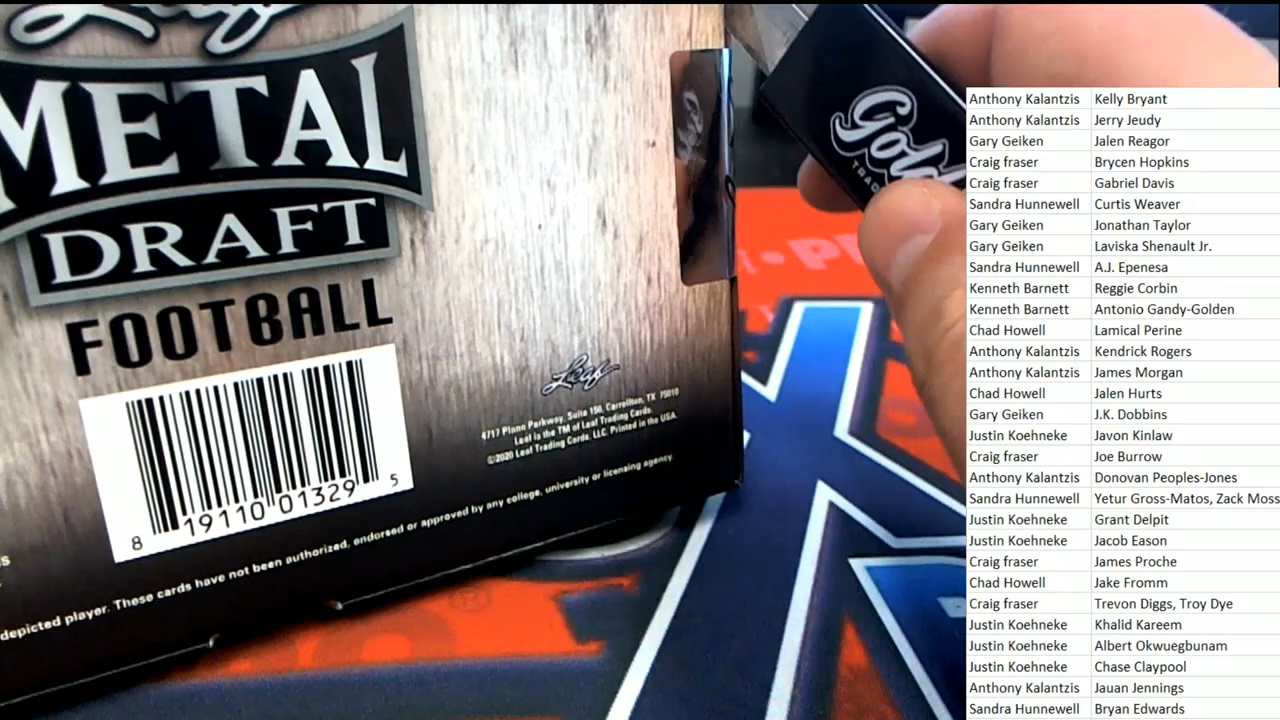 Leaf
METAL
DRAFT
FOOTBALL
8 19110 01329 5
Leaf
4717 Plano Parkway, Suite 150, Carrollton, TX 75010
Leaf is the TM of Leaf Trading Cards.
©2020 Leaf Trading Cards, LLC. Printed in the USA.
depicted player. These cards have not been authorized, endorsed or approved by any college, university or licensing agency.
Gold
®
Anthony Kalantzis Kelly Bryant
Anthony Kalantzis Jerry Jeudy
Gary Geiken Jalen Reagor
Craig fraser Brycen Hopkins
Craig fraser Gabriel Davis
Sandra Hunnewell Curtis Weaver
Gary Geiken Jonathan Taylor
Gary Geiken Laviska Shenault Jr.
Sandra Hunnewell A.J. Epenesa
Kenneth Barnett Reggie Corbin
Kenneth Barnett Antonio Gandy-Golden
Chad Howell Lamical Perine
Anthony Kalantzis Kendrick Rogers
Anthony Kalantzis James Morgan
Chad Howell Jalen Hurts
Gary Geiken J.K. Dobbins
Justin Koehneke Javon Kinlaw
Craig fraser Joe Burrow
Anthony Kalantzis Donovan Peoples-Jones
Sandra Hunnewell Yetur Gross-Matos, Zack Moss
Justin Koehneke Grant Delpit
Justin Koehneke Jacob Eason
Craig fraser James Proche
Chad Howell Jake Fromm
Craig fraser Trevon Diggs, Troy Dye
Justin Koehneke Khalid Kareem
Justin Koehneke Albert Okwuegbunam
Justin Koehneke Chase Claypool
Anthony Kalantzis Jauan Jennings
Sandra Hunnewell Bryan Edwards